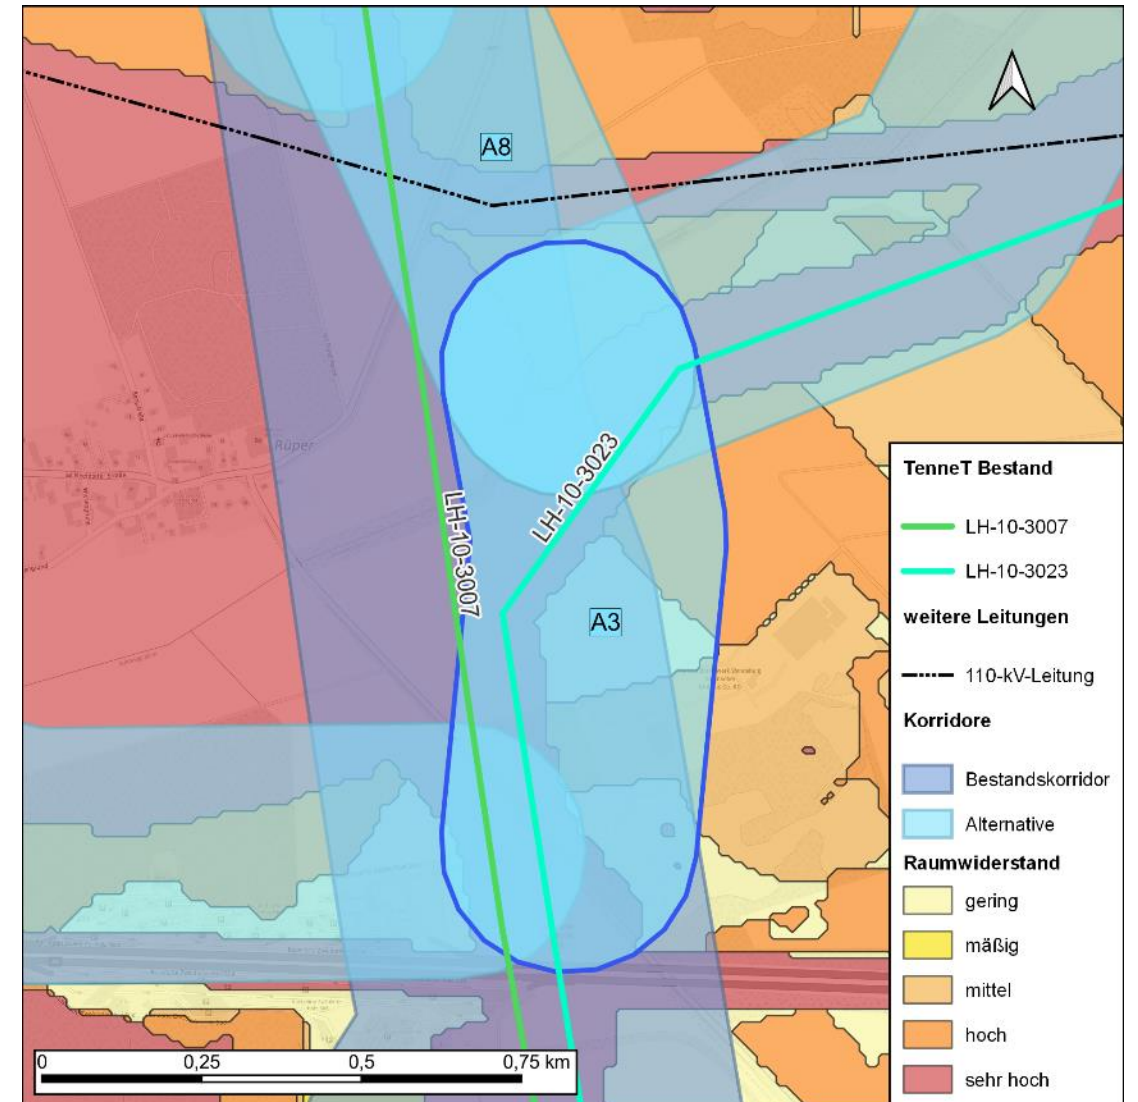 A8
Rüper
LH-10-3023
LH-10-3007
A3
TenneT Bestand
LH-10-3007
LH-10-3023
weitere Leitungen
110-kV-Leitung
Korridore
Bestandskorridor
Alternative
Raumwiderstand
gering
mäßig
mittel
hoch
sehr hoch
0 0,25 0,5 0,75 km